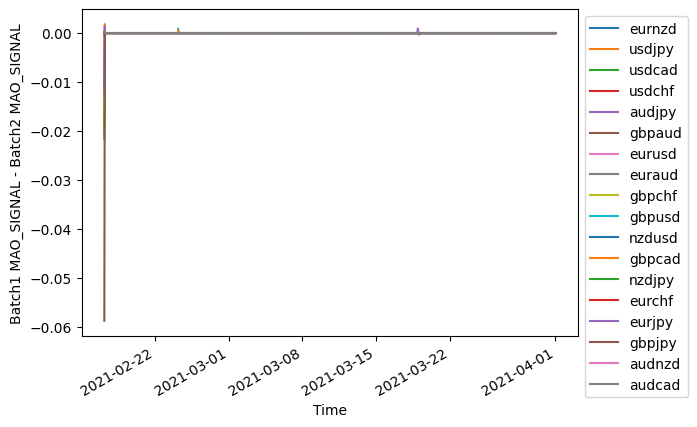 Batch1 MAO_SIGNAL - Batch2 MAO_SIGNAL
0.00
−0.01
−0.02
−0.03
−0.04
−0.05
−0.06
2021-02-22
2021-03-01
2021-03-08
2021-03-15
2021-03-22
2021-04-01
Time
eurnzd
usdjpy
usdcad
usdchf
audjpy
gbpaud
eurusd
euraud
gbpchf
gbpusd
nzdusd
gbpcad
nzdjpy
eurchf
eurjpy
gbpjpy
audnzd
audcad